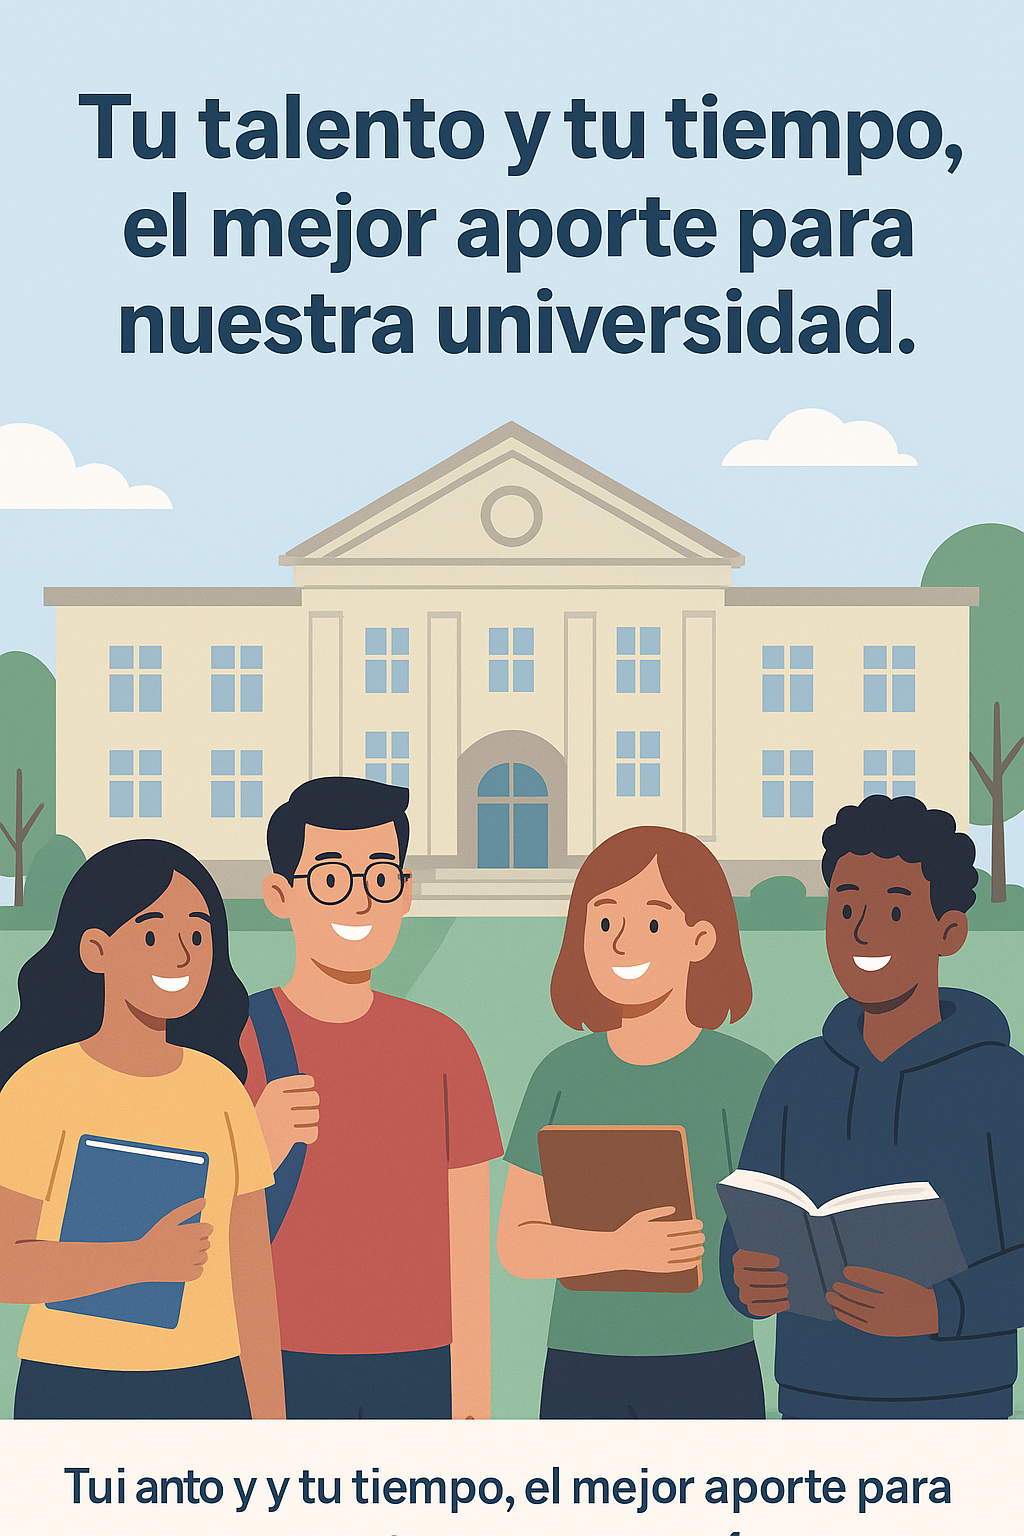 Tu talento y tu tiempo,
el mejor aporte para
nuestra universidad.
Tui anto y y tu tiempo, el mejor aporte para